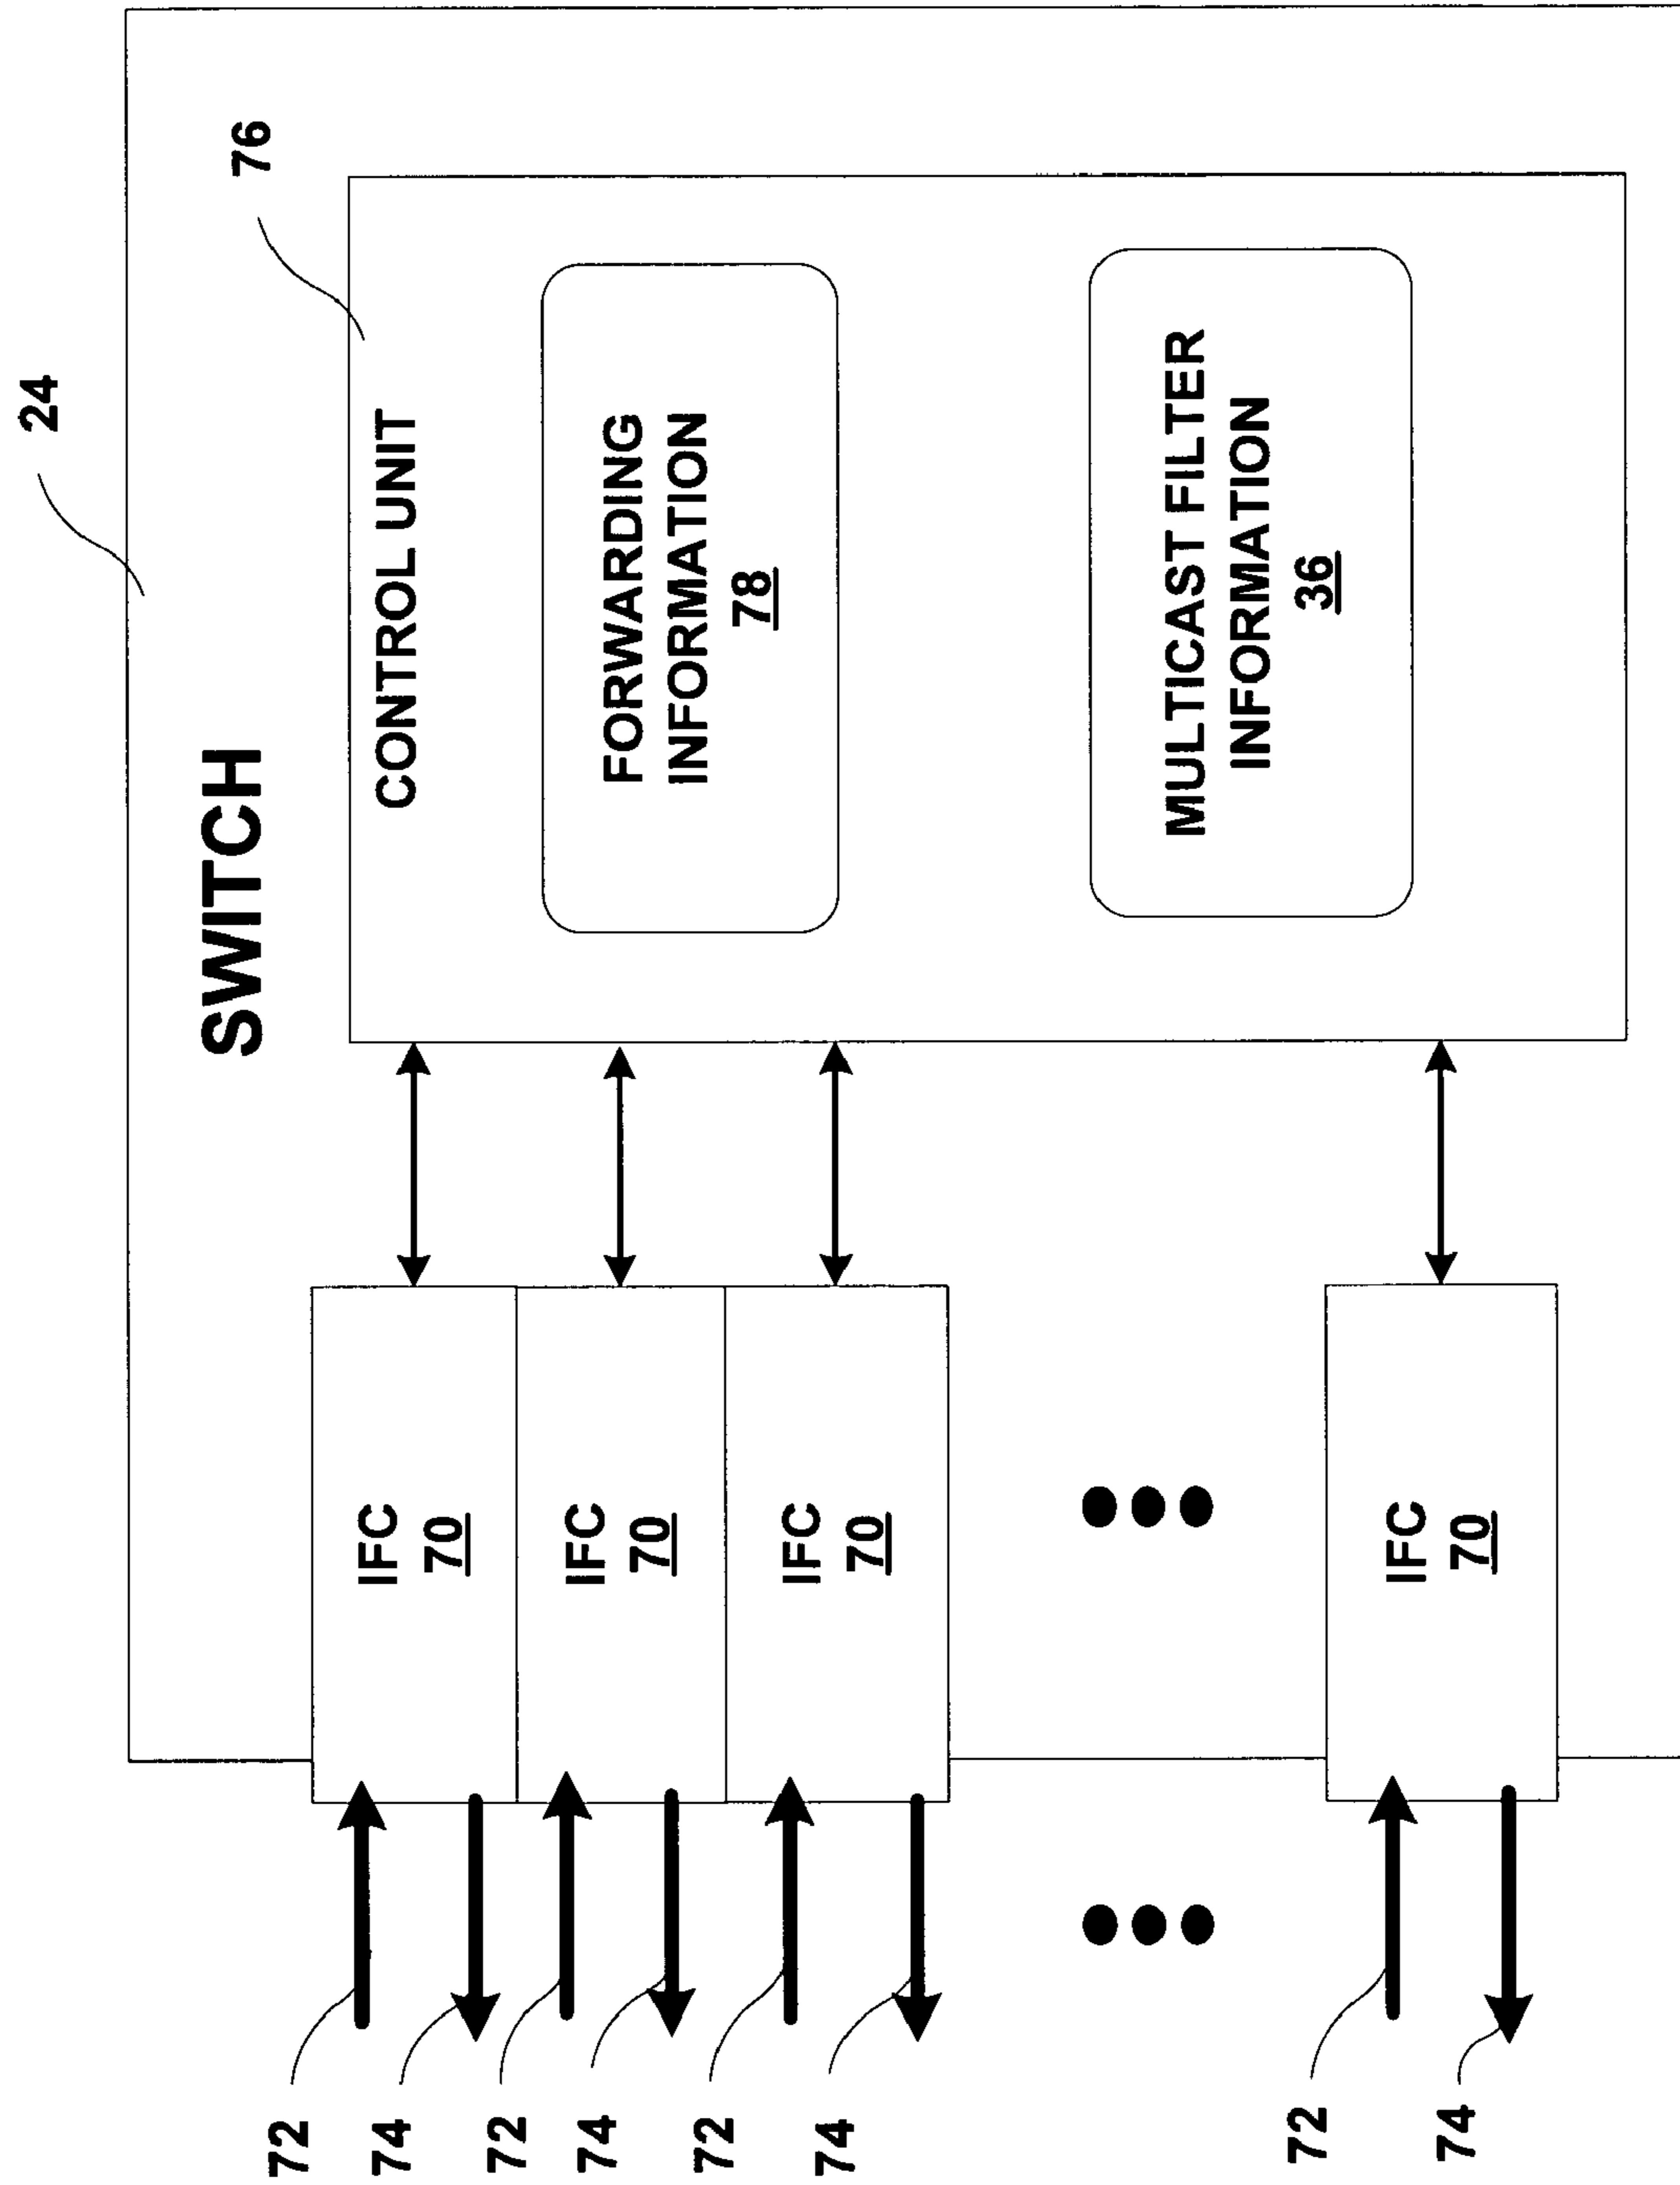 24
SWITCH
76
CONTROL UNIT
FORWARDING
INFORMATION
78
MULTICAST FILTER
INFORMATION
36
IFC
70
IFC
70
IFC
70
IFC
70
72
74
72
74
72
74
72
74